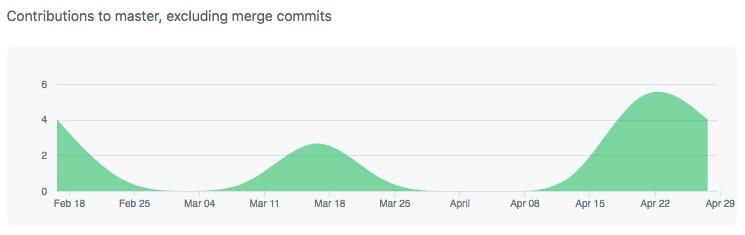 Contributions to master, excluding merge commits
6
4
2
0
Feb 18 Feb 25 Mar 04 Mar 11 Mar 18 Mar 25 April Apr 08 Apr 15 Apr 22 Apr 29